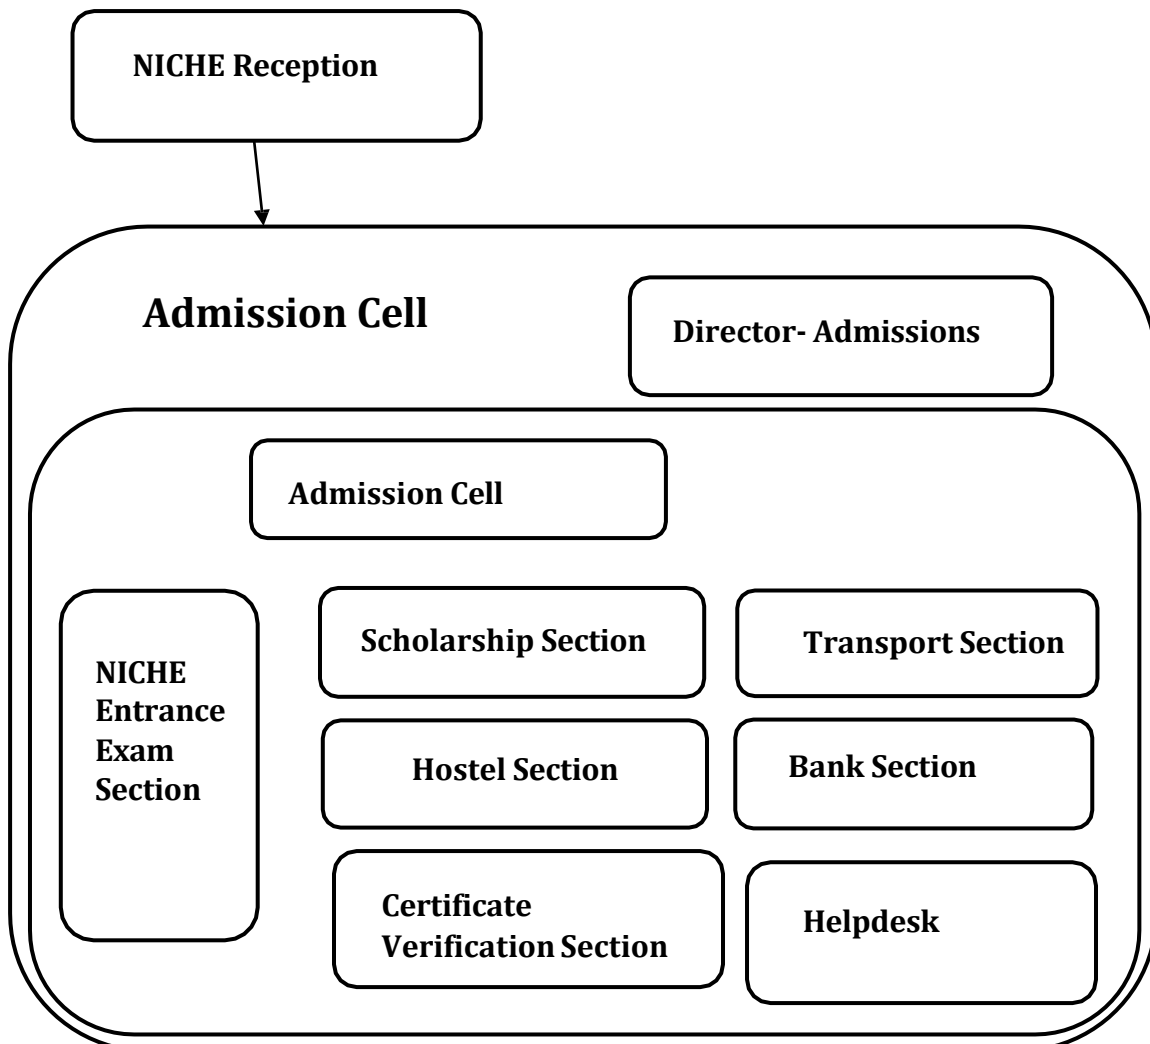 NICHE Reception
Admission Cell
Director- Admissions
Admission Cell
NICHE
Entrance
Exam
Section
Scholarship Section
Transport Section
Hostel Section
Bank Section
Certificate
Verification Section
Helpdesk